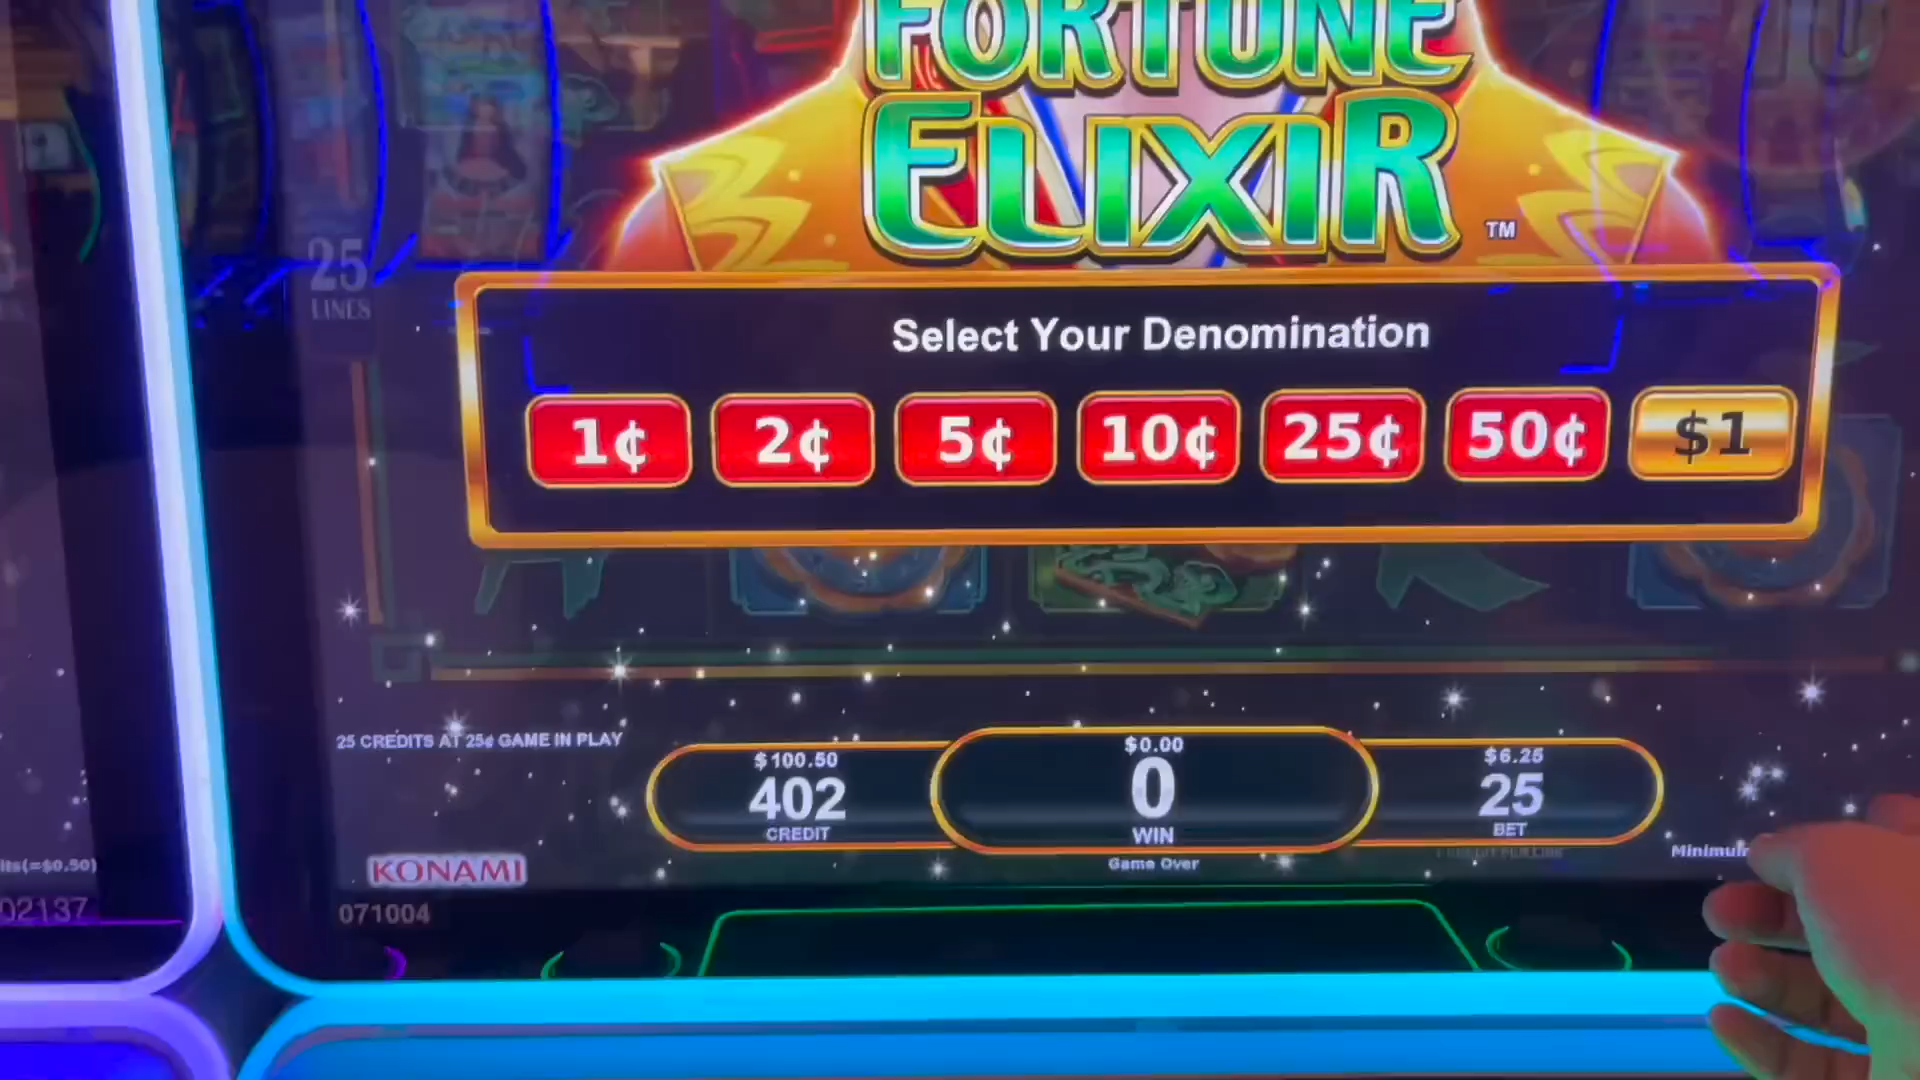 FORTUNE
ELIXIR
TM
25
LINES
Select Your Denomination
1¢ 2¢ 5¢ 10¢ 25¢ 50¢ $1
25 CREDITS AT 25¢ GAME IN PLAY
$100.50
402
CREDIT
$0.00
0
WIN
Game Over
$6.25
25
BET
KONAMI
071004
(=$0.50)
02137